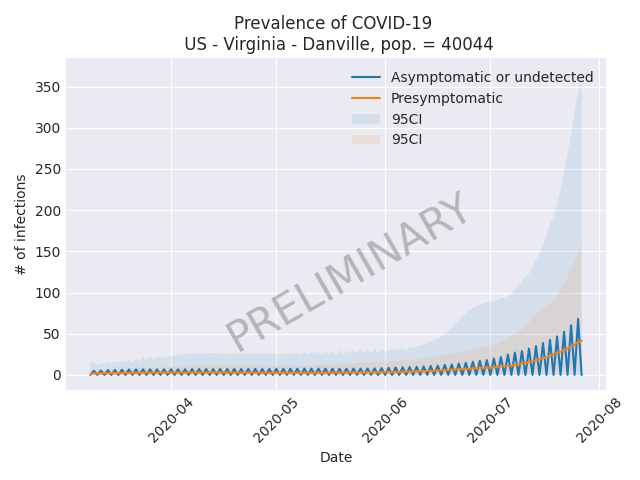 Prevalence of COVID-19
US - Virginia - Danville, pop. = 40044
Asymptomatic or undetected
Presymptomatic
95CI
95CI
350
300
250
200
150
100
50
0
# of infections
PRELIMINARY
2020-04
2020-05
2020-06
2020-07
2020-08
Date